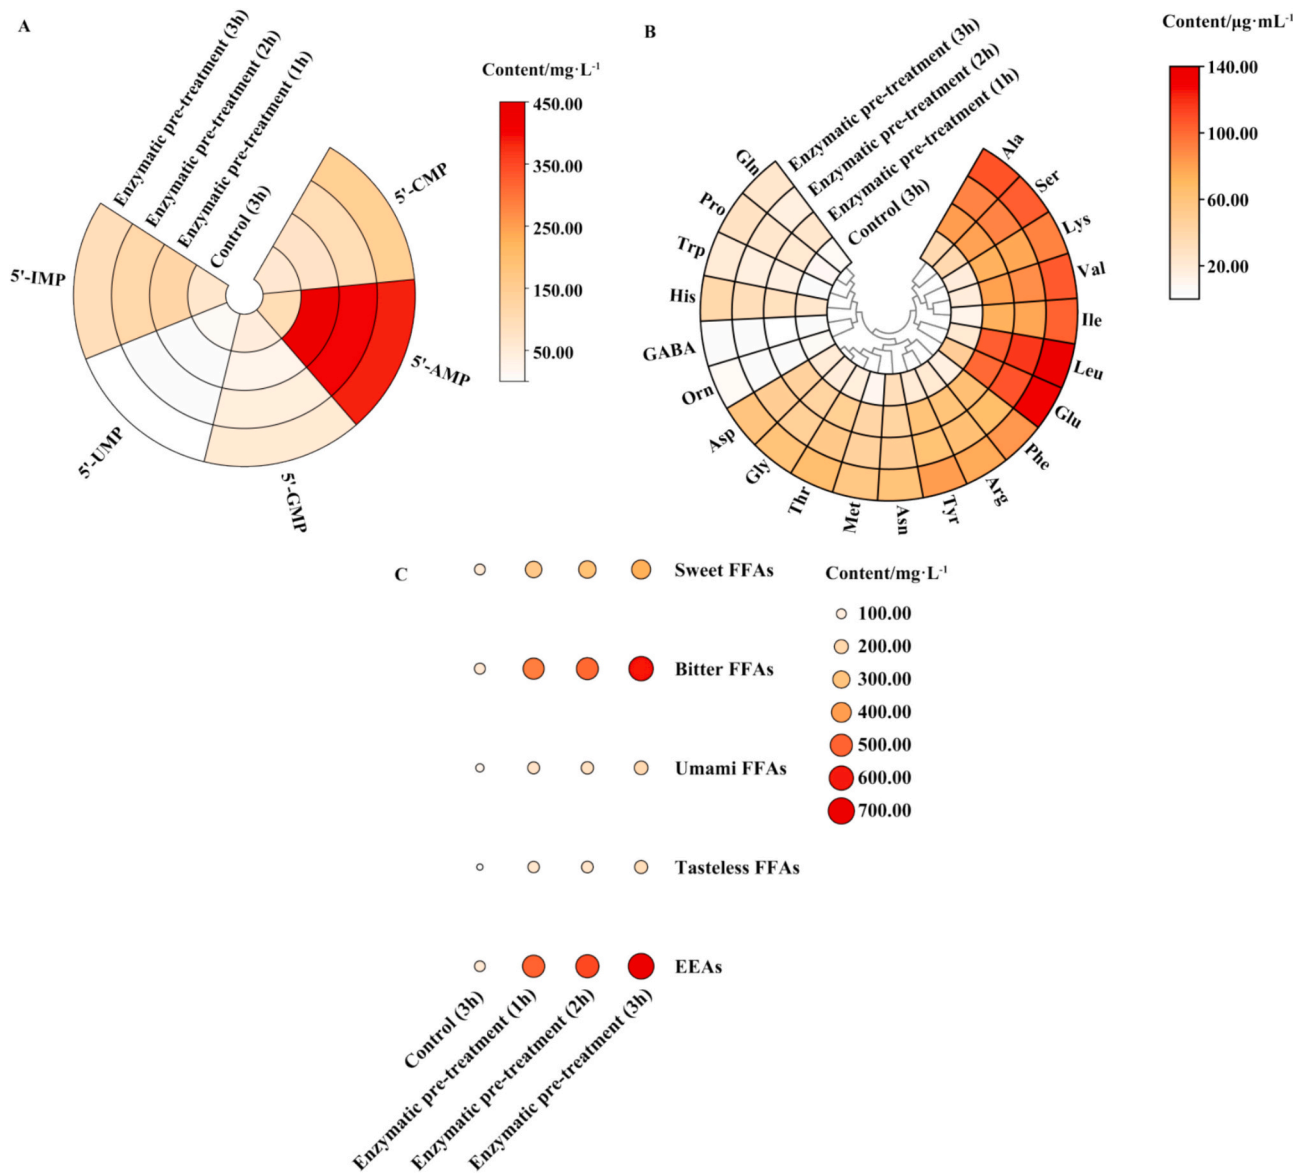 A
Enzymatic pre-treatment (3h)
Enzymatic pre-treatment (2h)
Enzymatic pre-treatment (1h)
Control (3h)
5'-CMP
5'-AMP
5'-GMP
5'-UMP
5'-IMP
Content/mg·L-1
450.00
350.00
250.00
150.00
50.00
B
Enzymatic pre-treatment (3h)
Enzymatic pre-treatment (2h)
Enzymatic pre-treatment (1h)
Control (3h)
Ala
Ser
Lys
Val
Ile
Leu
Glu
Phe
Arg
Tyr
Asn
Met
Thr
Gly
Asp
Orn
GABA
His
Trp
Pro
Gln
Content/μg·mL-1
140.00
100.00
60.00
20.00
C
Sweet FFAs
Bitter FFAs
Umami FFAs
Tasteless FFAs
EEAs
Control (3h)
Enzymatic pre-treatment (1h)
Enzymatic pre-treatment (2h)
Enzymatic pre-treatment (3h)
Content/mg·L-1
100.00
200.00
300.00
400.00
500.00
600.00
700.00